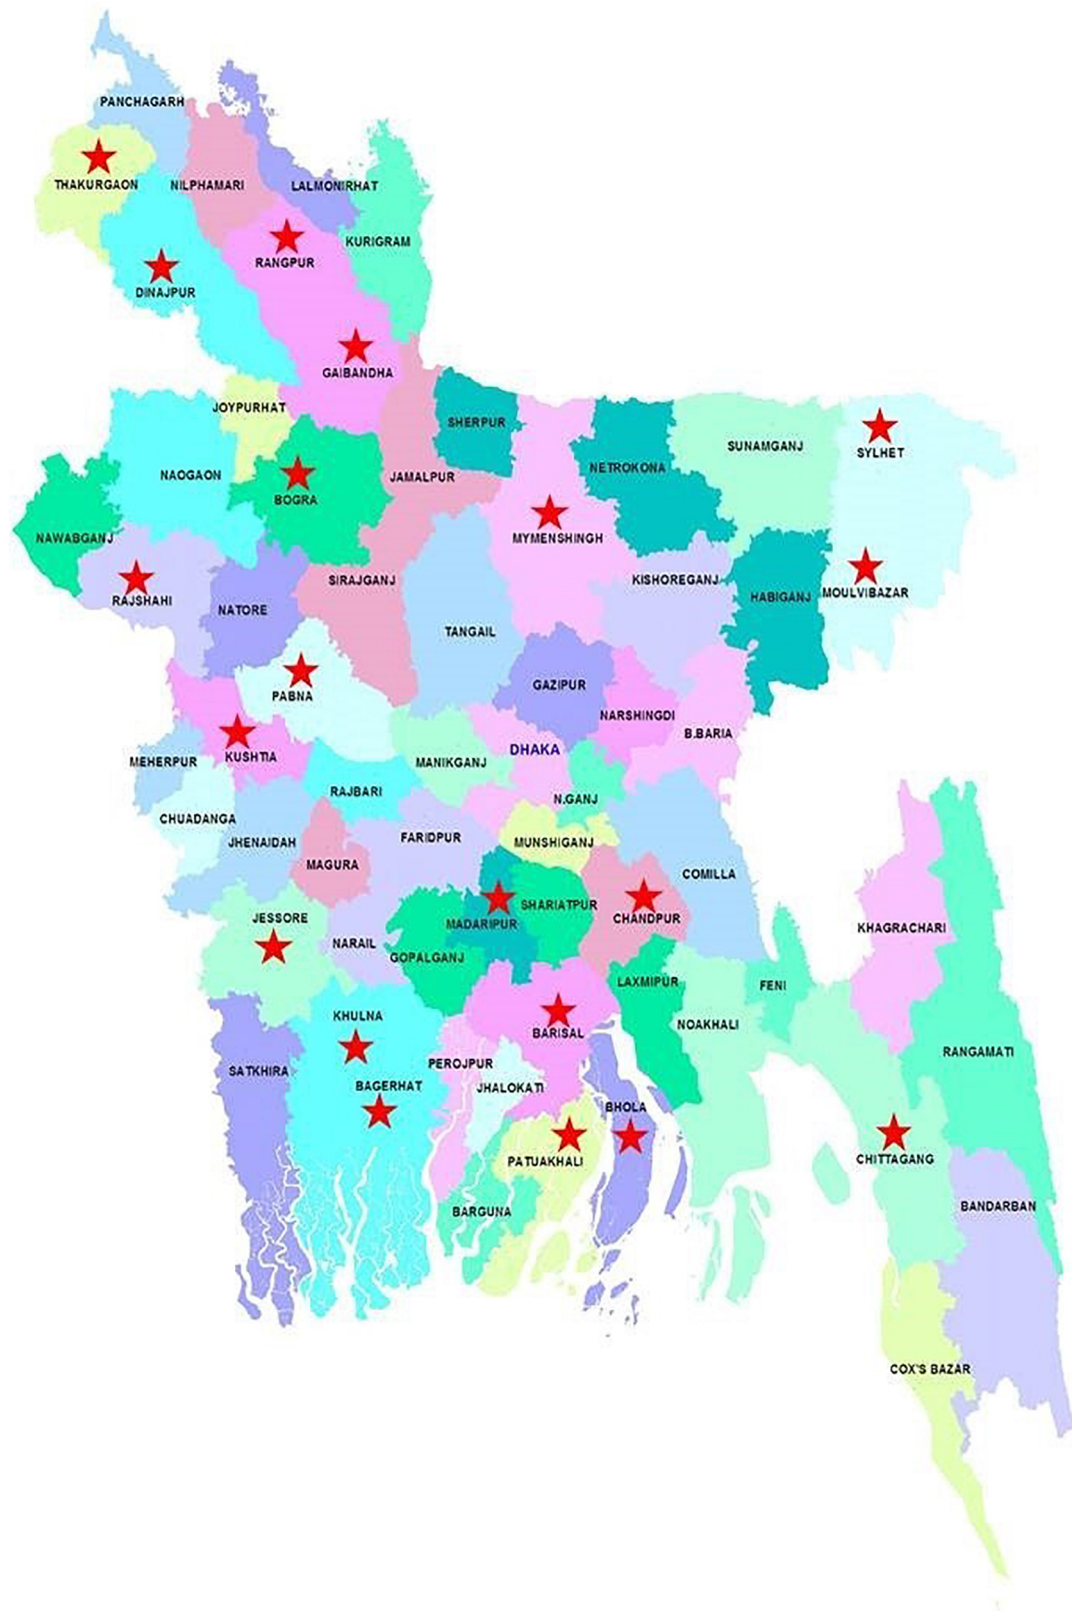 PANCHAGARH
THAKURGAON
NILPHAMARI
LALMONIRHAT
KURIGRAM
RANGPUR
DINAJPUR
GAIBANDHA
JOYPURHAT
SHERPUR
SUNAMGANJ
SYLHET
NAOGAON
JAMALPUR
NETROKONA
BOGRA
NAWABGANJ
MYMENSHINGH
SIRAJGANJ
KISHOREGANJ
HABIGANJ
MOULVIBAZAR
RAJSHAHI
NATORE
TANGAIL
GAZIPUR
PABNA
NARSHINGDI
B.BARIA
DHAKA
KUSHTIA
MEHERPUR
MANIKGANJ
RAJBARI
N.GANJ
CHUADANGA
JHENAIDAH
FARIDPUR
MUNSHIGANJ
MAGURA
COMILLA
SHARIATPUR
JESSORE
MADARIPUR
CHANDPUR
KHAGRACHARI
NARAIL
GOPALGANJ
LAXMIPUR
FENI
KHULNA
NOAKHALI
BARISAL
RANGAMATI
SATKHIRA
PEROJPUR
BAGERHAT
JHALOKATI
BHOLA
PATUAKHALI
CHITTAGANG
BARGUNA
BANDARBAN
COX'S BAZAR